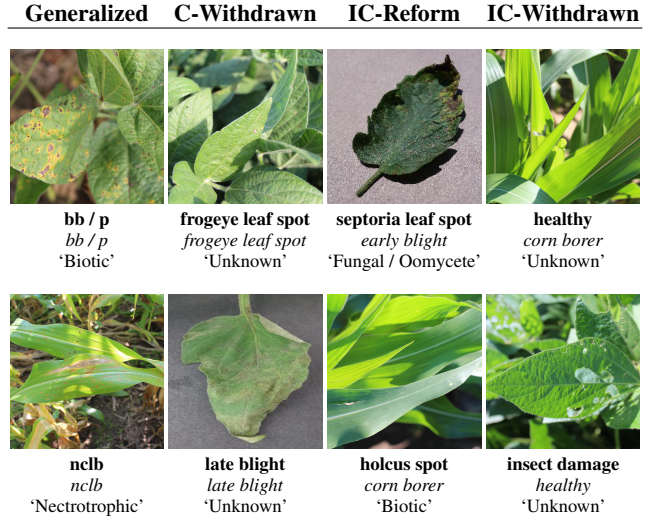 Generalized C-Withdrawn IC-Reform IC-Withdrawn
bb / p frogeye leaf spot septoria leaf spot healthy
bb / p frogeye leaf spot early blight corn borer
‘Biotic’ ‘Unknown’ ‘Fungal / Oomycete’ ‘Unknown’
nclb late blight holcus spot insect damage
nclb late blight corn borer healthy
‘Nectrotrophic’ ‘Unknown’ ‘Biotic’ ‘Unknown’